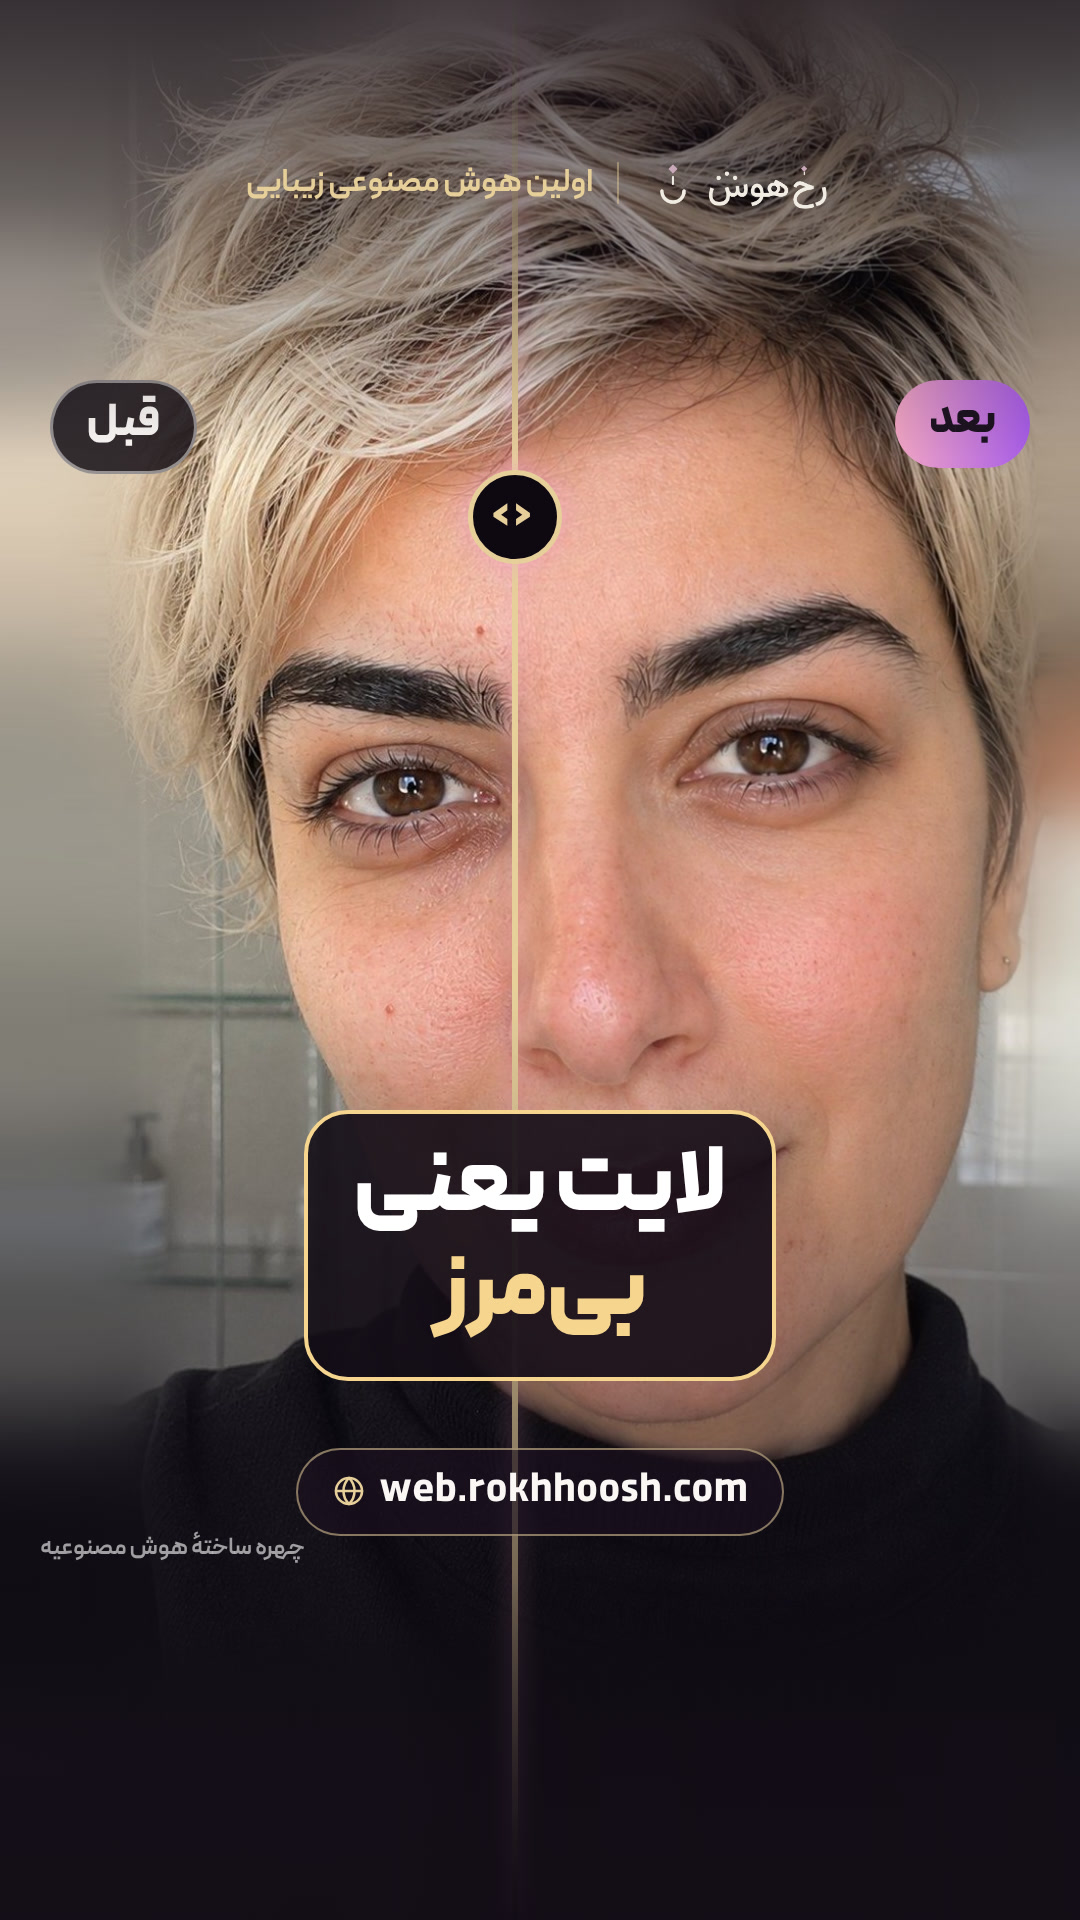 رخ‌هوش | اولین هوش مصنوعی زیبایی
قبل
بعد
لایت یعنی
بی‌مرز
web.rokhhoosh.com
چهره ساختهٔ هوش مصنوعیه